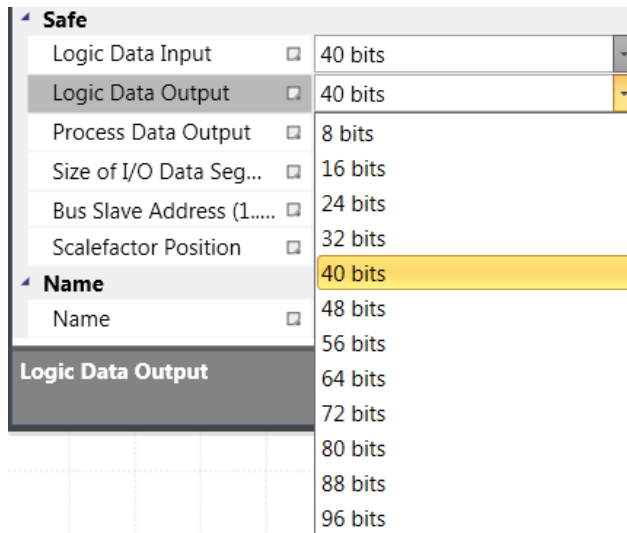 Safe
Logic Data Input 40 bits
Logic Data Output 40 bits
Process Data Output 8 bits
Size of I/O Data Seg... 16 bits
Bus Slave Address (1..... 24 bits
Scalefactor Position 32 bits
40 bits
Name
Name 48 bits
56 bits
Logic Data Output 64 bits
72 bits
80 bits
88 bits
96 bits